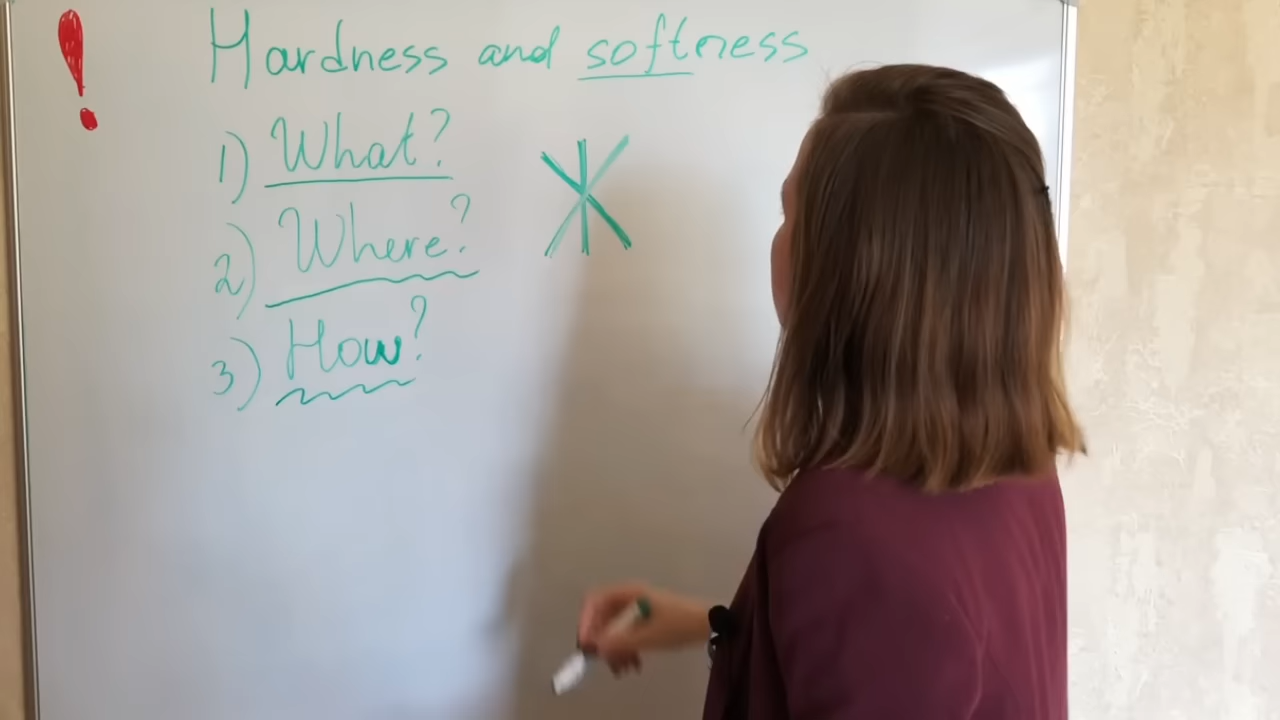 ! Hardness and softness
1) What?
2) Where?
3) How?
Ж